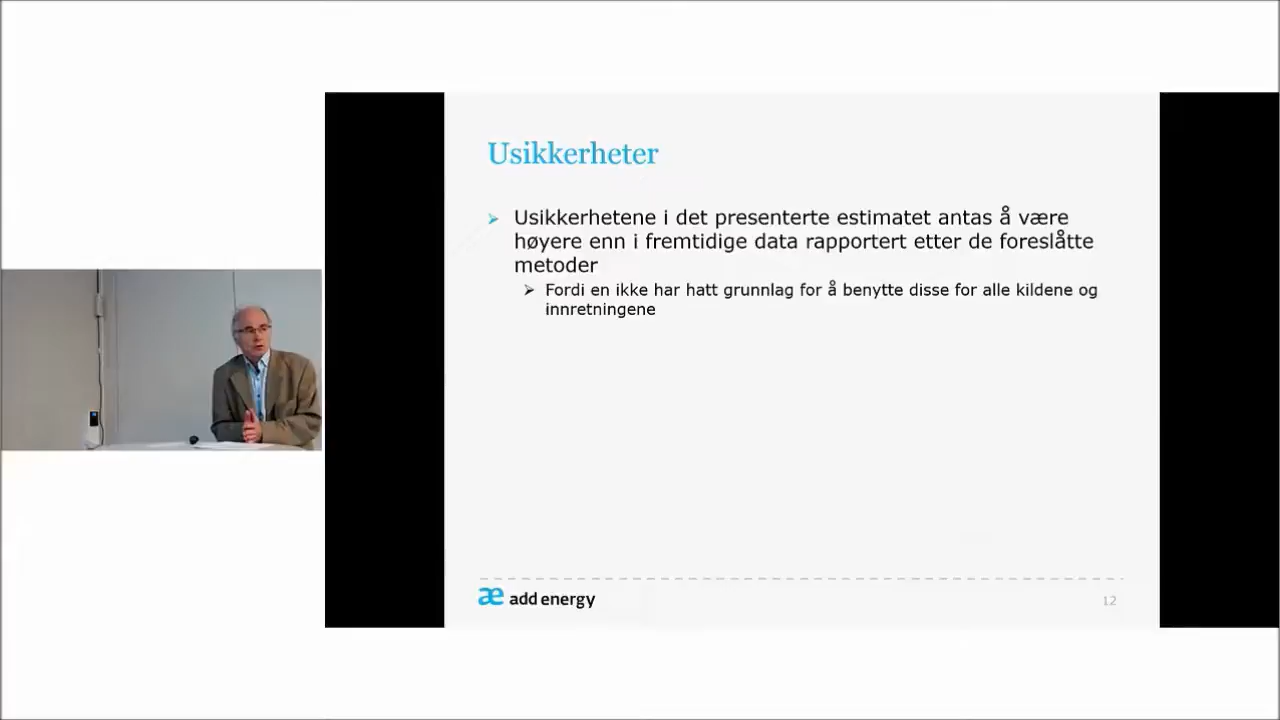 Usikkerheter
Usikkerhetene i det presenterte estimatet antas å være
høyere enn i fremtidige data rapportert etter de foreslåtte
metoder
Fordi en ikke har hatt grunnlag for å benytte disse for alle kildene og
innretningene
æ add energy
12